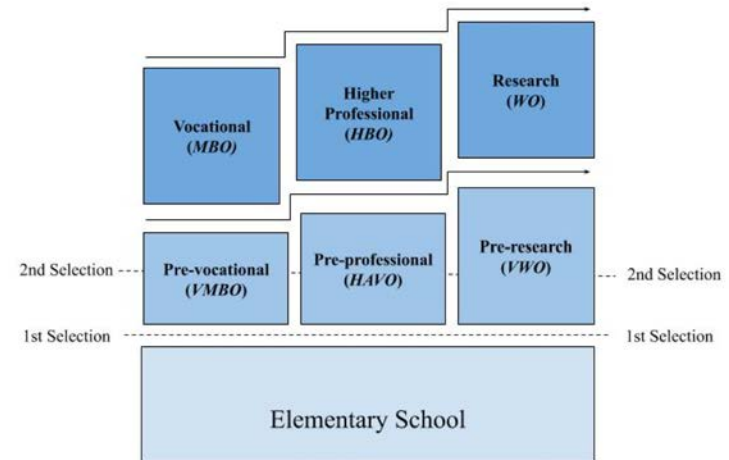 Research
(WO)
Higher
Professional
(HBO)
Vocational
(MBO)
Pre-research
(VWO)
Pre-professional
(HAVO)
Pre-vocational
(VMBO)
2nd Selection
2nd Selection
1st Selection
1st Selection
Elementary School